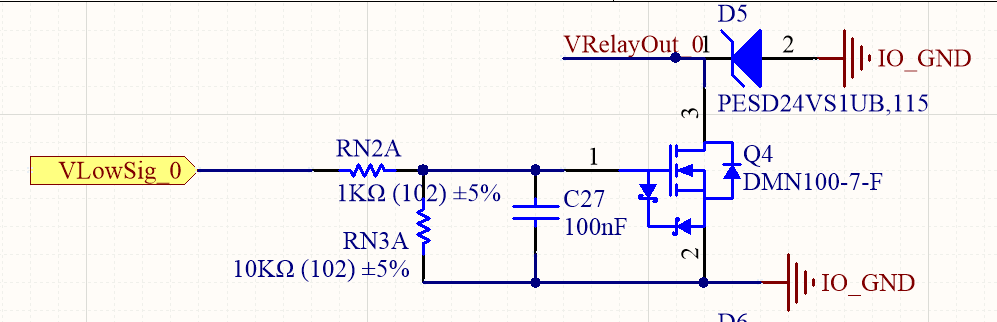 D5
VRelayOut_0
1
2
IO_GND
PESD24VS1UB,115
3
RN2A
1
Q4
VLowSig_0
DMN100-7-F
1KΩ (102) ±5%
C27
100nF
RN3A
2
10KΩ (102) ±5%
IO_GND